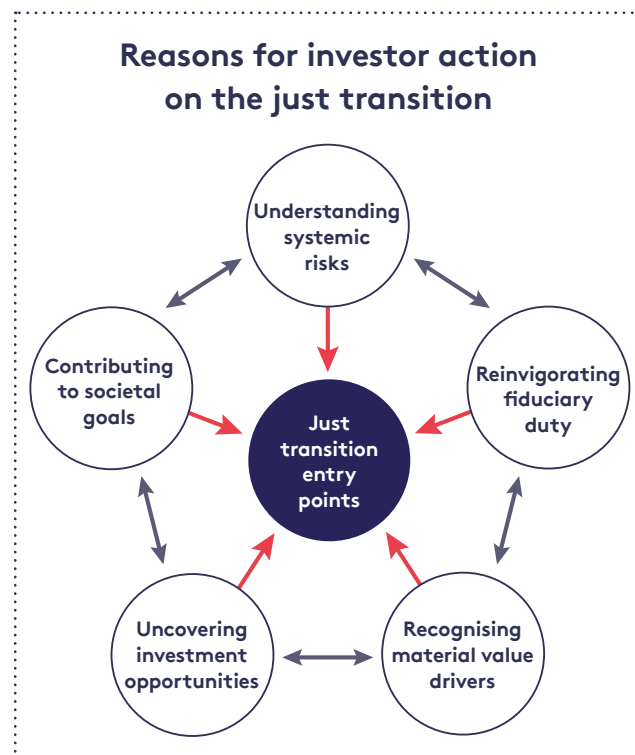 Reasons for investor action
on the just transition
Understanding
systemic
risks
Contributing
to societal
goals
Reinvigorating
fiduciary
duty
Just
transition
entry
points
Uncovering
investment
opportunities
Recognising
material value
drivers